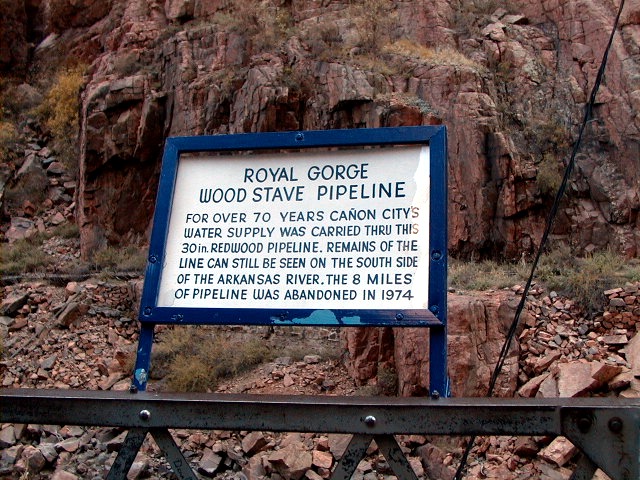 ROYAL GORGE
WOOD STAVE PIPELINE
FOR OVER 70 YEARS CAÑON CITY'S
WATER SUPPLY WAS CARRIED THRU THIS
30 in. REDWOOD PIPELINE. REMAINS OF THE
LINE CAN STILL BE SEEN ON THE SOUTH SIDE
OF THE ARKANSAS RIVER. THE 8 MILES
OF PIPELINE WAS ABANDONED IN 1974